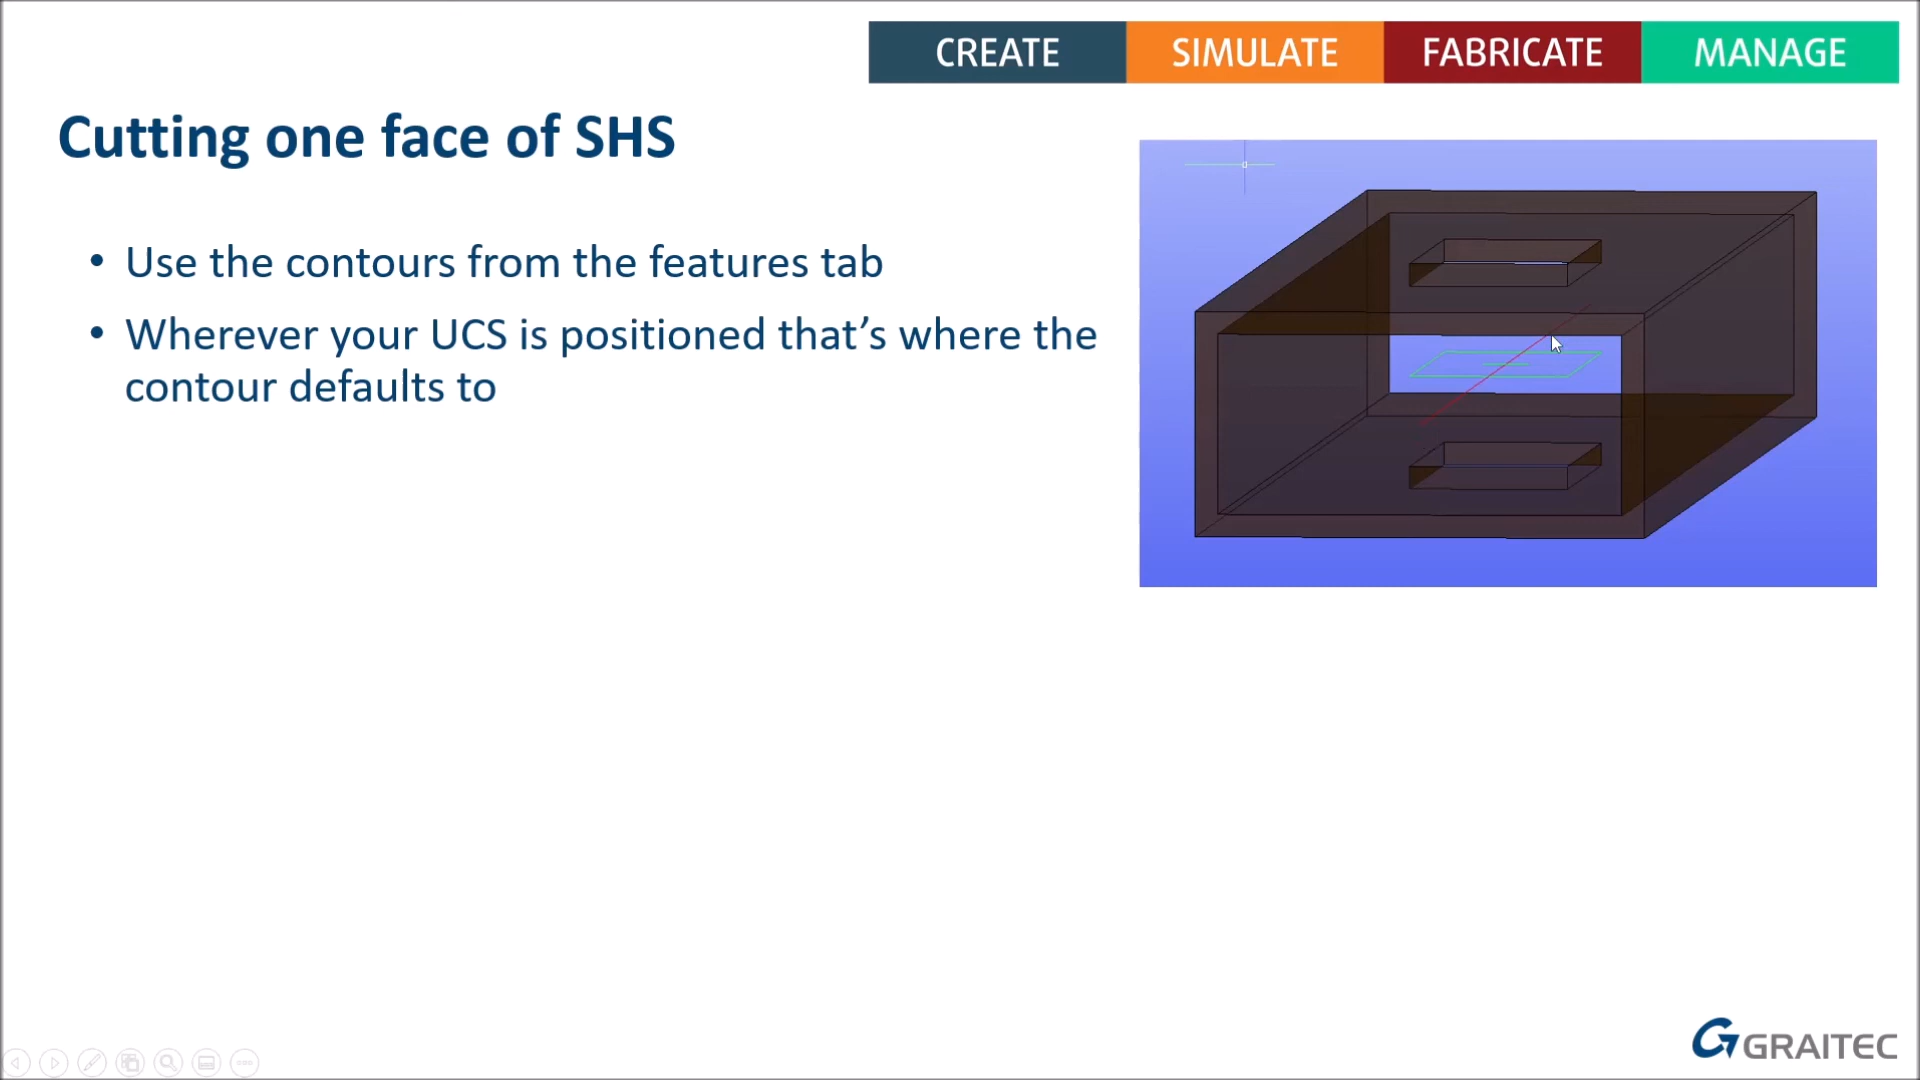 CREATE SIMULATE FABRICATE MANAGE
Cutting one face of SHS
• Use the contours from the features tab
• Wherever your UCS is positioned that’s where the
contour defaults to
GRAITEC